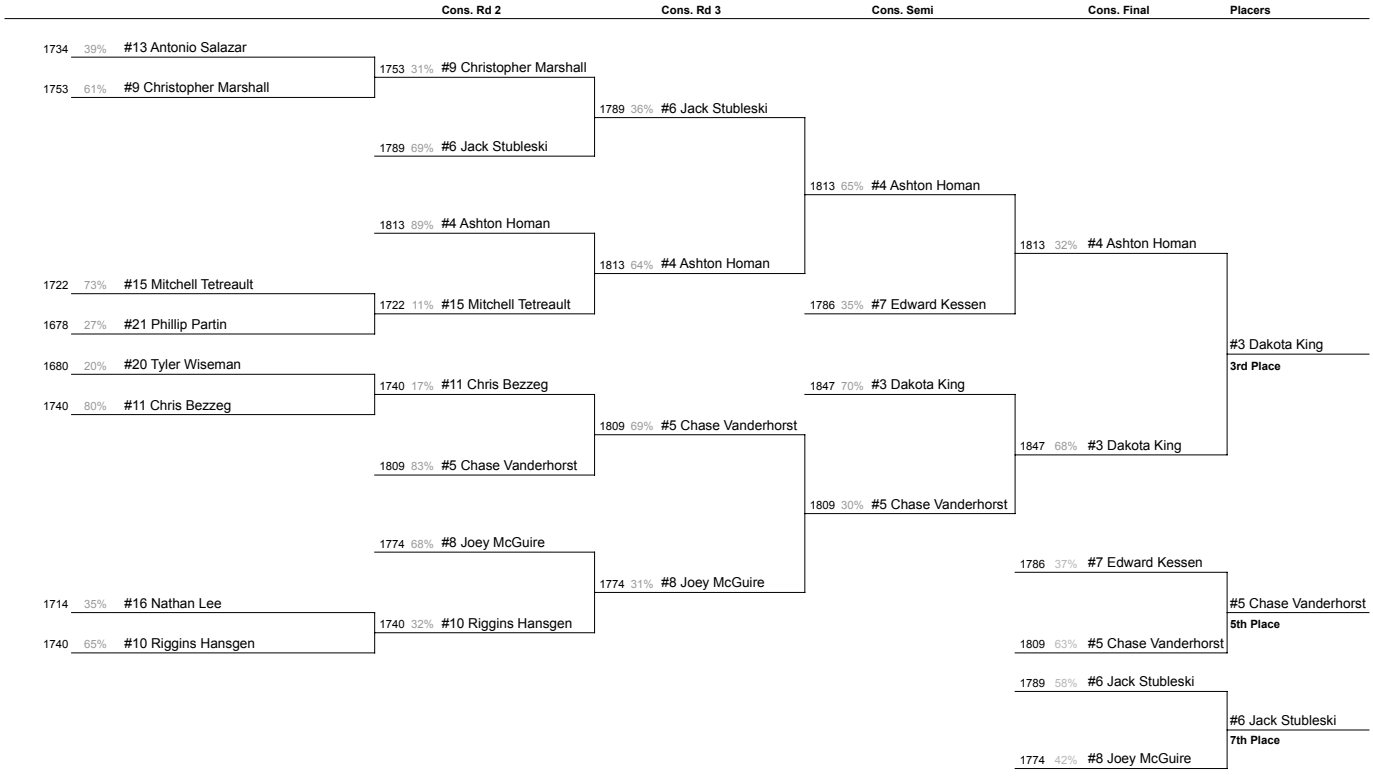 Cons. Rd 2 Cons. Rd 3 Cons. Semi Cons. Final Placers
1734 39% #13 Antonio Salazar
1753 31% #9 Christopher Marshall
1753 61% #9 Christopher Marshall
1789 36% #6 Jack Stubleski
1789 69% #6 Jack Stubleski
1813 65% #4 Ashton Homan
1813 89% #4 Ashton Homan
1813 32% #4 Ashton Homan
1813 64% #4 Ashton Homan
1722 73% #15 Mitchell Tetreault
1722 11% #15 Mitchell Tetreault
1786 35% #7 Edward Kessen
1678 27% #21 Phillip Partin
#3 Dakota King
1680 20% #20 Tyler Wiseman
3rd Place
1740 17% #11 Chris Bezzeg
1847 70% #3 Dakota King
1740 80% #11 Chris Bezzeg
1809 69% #5 Chase Vanderhorst
1847 68% #3 Dakota King
1809 83% #5 Chase Vanderhorst
1809 30% #5 Chase Vanderhorst
1774 68% #8 Joey McGuire
1786 37% #7 Edward Kessen
1774 31% #8 Joey McGuire
1714 35% #16 Nathan Lee
#5 Chase Vanderhorst
1740 32% #10 Riggins Hansgen
5th Place
1740 65% #10 Riggins Hansgen
1809 63% #5 Chase Vanderhorst
1789 58% #6 Jack Stubleski
#6 Jack Stubleski
7th Place
1774 42% #8 Joey McGuire